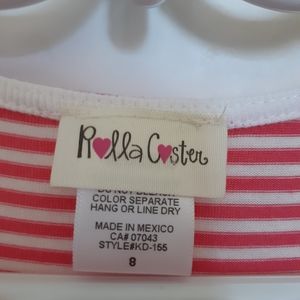 Rolla Coster
DO NOT BLEACH
COLOR SEPARATE
HANG OR LINE DRY
MADE IN MEXICO
CA# 07043
STYLE#KD-155
8